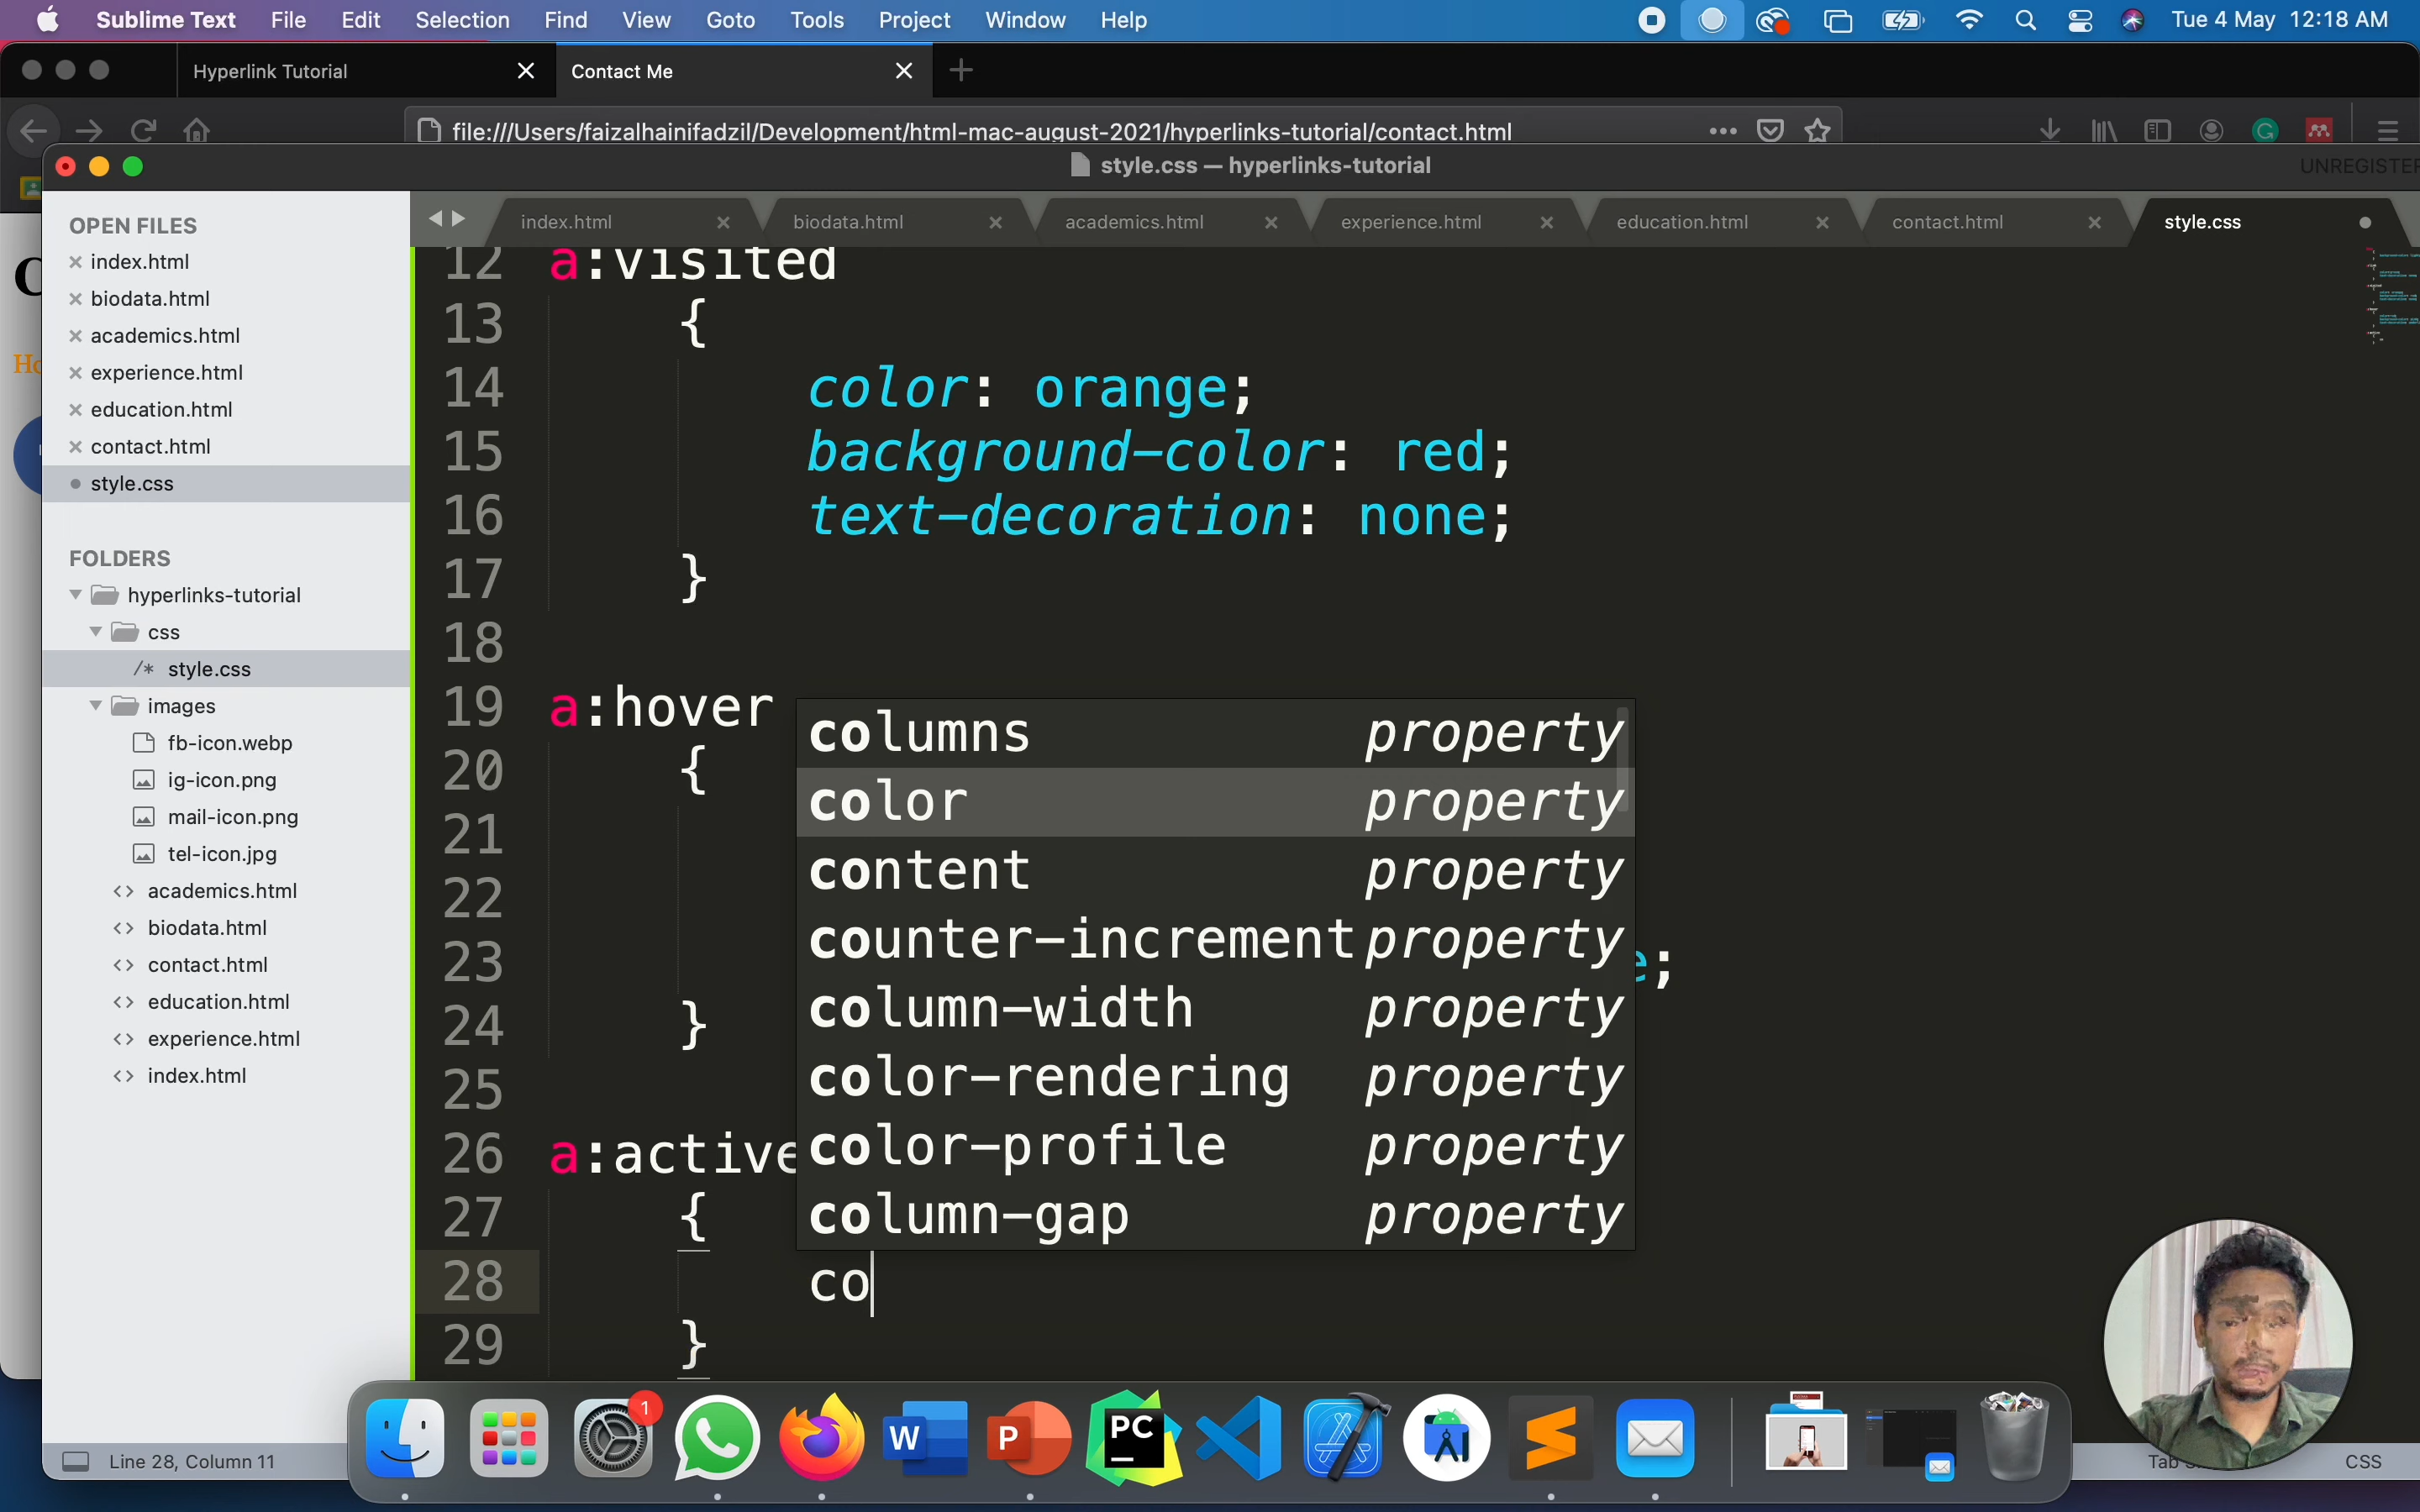 Sublime Text File Edit Selection Find View Goto Tools Project Window Help Tue 4 May 12:18 AM
Hyperlink Tutorial Contact Me
file:///Users/faizalhainifadzil/Development/html-mac-august-2021/hyperlinks-tutorial/contact.html
style.css — hyperlinks-tutorial
OPEN FILES
index.html
biodata.html
academics.html
experience.html
education.html
contact.html
style.css
FOLDERS
hyperlinks-tutorial
css
/* style.css
images
fb-icon.webp
ig-icon.png
mail-icon.png
tel-icon.jpg
<> academics.html
<> biodata.html
<> contact.html
<> education.html
<> experience.html
<> index.html
index.html biodata.html academics.html experience.html education.html contact.html style.css
12 a:visited
13 {
14 color: orange;
15 background-color: red;
16 text-decoration: none;
17 }
18
19 a:hover
20 {
21
22
23 e;
24 }
25
26 a:active
27 {
28 co
29 }
columns property
color property
content property
counter-increment property
column-width property
color-rendering property
color-profile property
column-gap property
1
W
P
PC
Line 28, Column 11
CSS